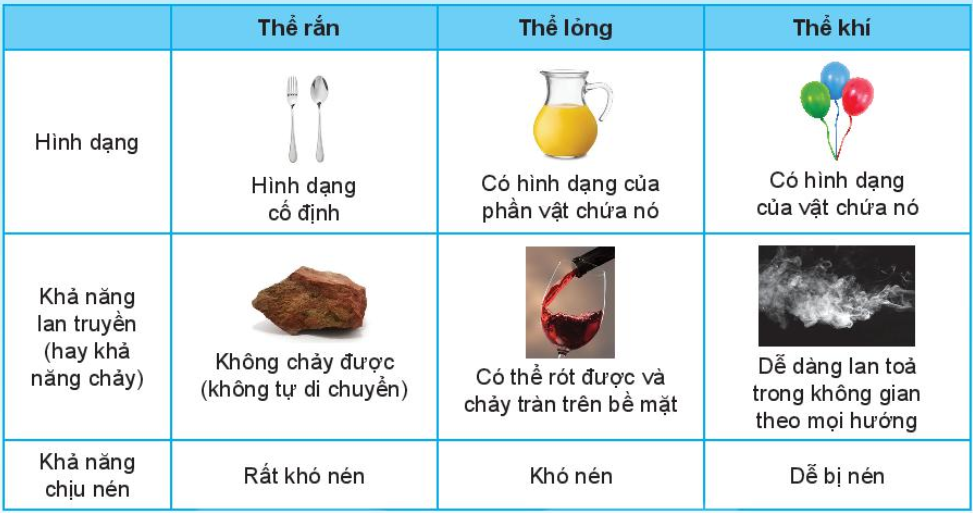 Thể rắn
Thể lỏng
Thể khí
Hình dạng
Hình dạng
cố định
Có hình dạng của
phần vật chứa nó
Có hình dạng
của vật chứa nó
Khả năng
lan truyền
(hay khả
năng chảy)
Không chảy được
(không tự di chuyển)
Có thể rót được và
chảy tràn trên bề mặt
Dễ dàng lan toả
trong không gian
theo mọi hướng
Khả năng
chịu nén
Rất khó nén
Khó nén
Dễ bị nén